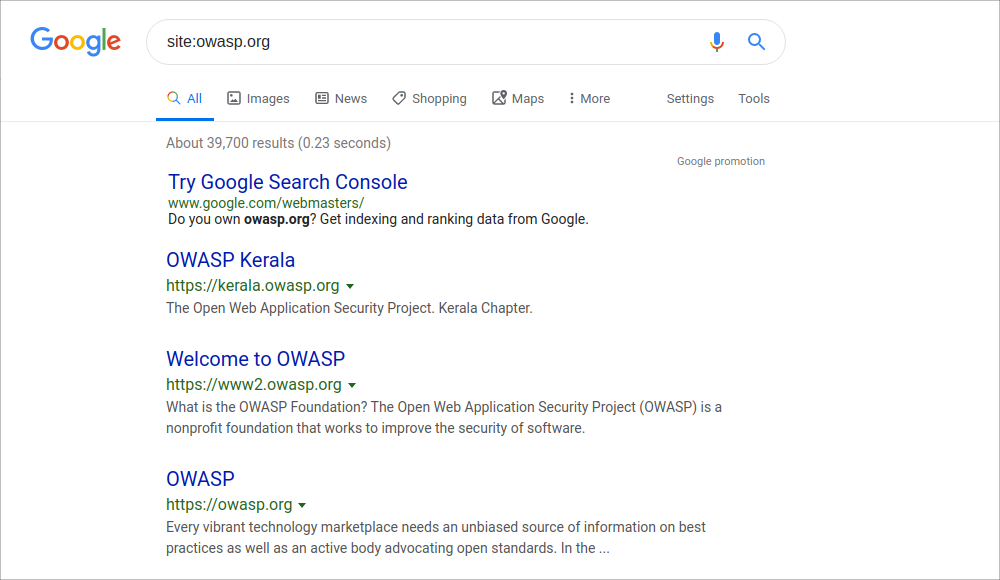 Google
site:owasp.org
All Images News Shopping Maps More Settings Tools
About 39,700 results (0.23 seconds)
Google promotion
Try Google Search Console
www.google.com/webmasters/
Do you own owasp.org? Get indexing and ranking data from Google.
OWASP Kerala
https://kerala.owasp.org
The Open Web Application Security Project. Kerala Chapter.
Welcome to OWASP
https://www2.owasp.org
What is the OWASP Foundation? The Open Web Application Security Project (OWASP) is a
nonprofit foundation that works to improve the security of software.
OWASP
https://owasp.org
Every vibrant technology marketplace needs an unbiased source of information on best
practices as well as an active body advocating open standards. In the ...